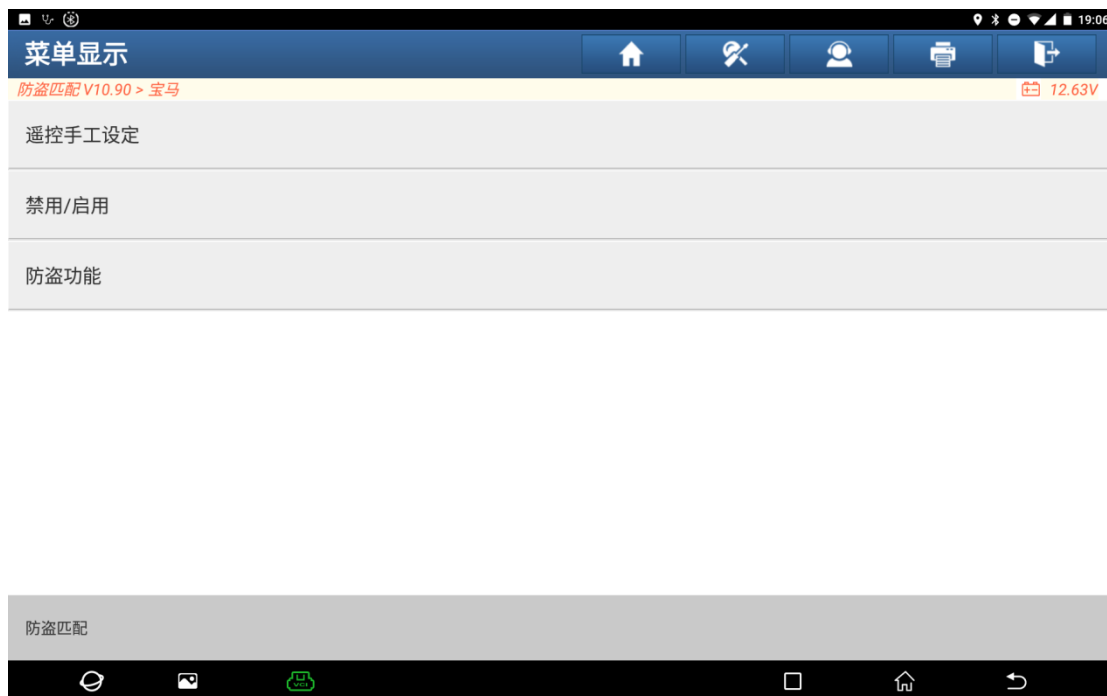 19:06
菜单显示
防盗匹配 V10.90 > 宝马
12.63V
遥控手工设定
禁用/启用
防盗功能
防盗匹配
VCI